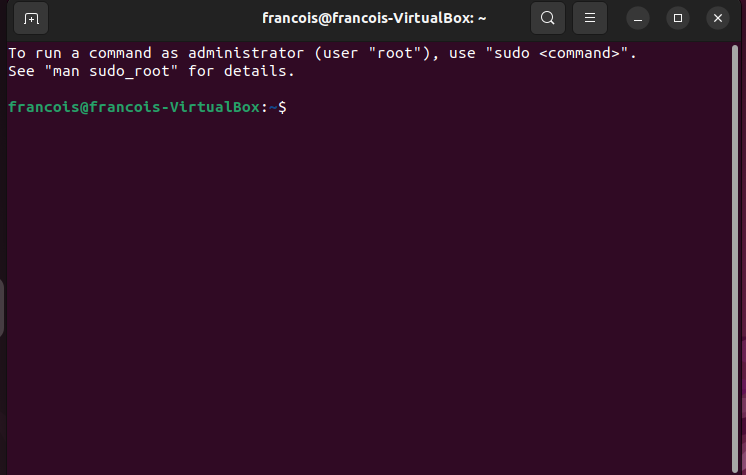 francois@francois-VirtualBox: ~
To run a command as administrator (user "root"), use "sudo <command>".
See "man sudo_root" for details.
francois@francois-VirtualBox:~$